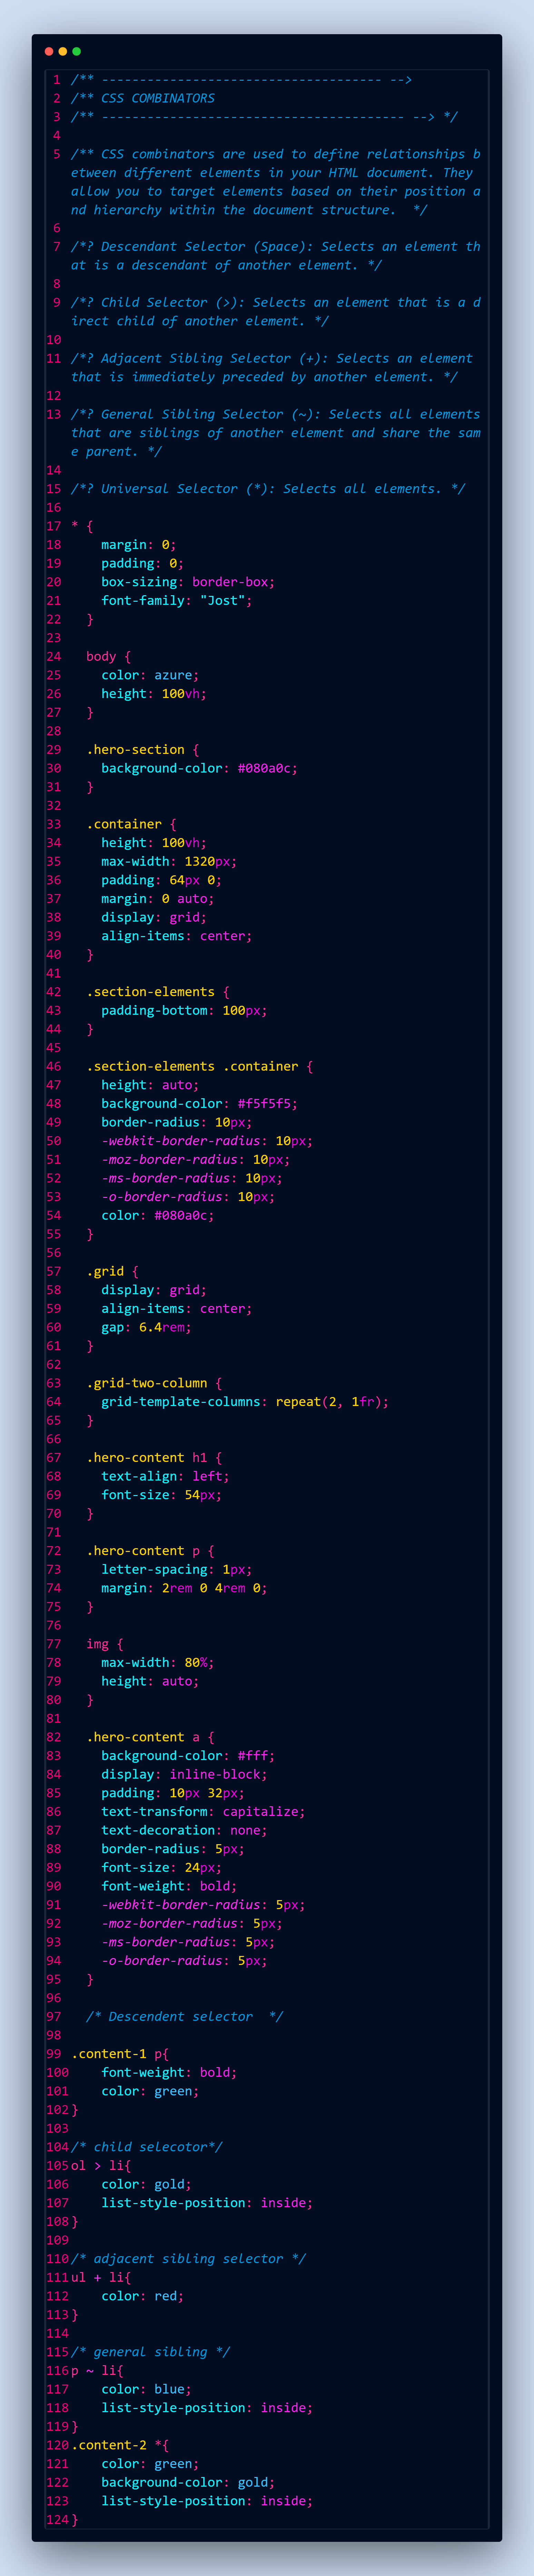 1 /** ------------------------------------- -->
2 /** CSS COMBINATORS
3 /** ---------------------------------------- --> */
4
5 /** CSS combinators are used to define relationships b
etween different elements in your HTML document. They
allow you to target elements based on their position a
nd hierarchy within the document structure.  */
6
7 /*? Descendant Selector (Space): Selects an element th
at is a descendant of another element. */
8
9 /*? Child Selector (>): Selects an element that is a d
irect child of another element. */
10
11 /*? Adjacent Sibling Selector (+): Selects an element
that is immediately preceded by another element. */
12
13 /*? General Sibling Selector (~): Selects all elements
that are siblings of another element and share the sam
e parent. */
14
15 /*? Universal Selector (*): Selects all elements. */
16
17 * {
18     margin: 0;
19     padding: 0;
20     box-sizing: border-box;
21     font-family: "Jost";
22   }
23
24   body {
25     color: azure;
26     height: 100vh;
27   }
28
29   .hero-section {
30     background-color: #080a0c;
31   }
32
33   .container {
34     height: 100vh;
35     max-width: 1320px;
36     padding: 64px 0;
37     margin: 0 auto;
38     display: grid;
39     align-items: center;
40   }
41
42   .section-elements {
43     padding-bottom: 100px;
44   }
45
46   .section-elements .container {
47     height: auto;
48     background-color: #f5f5f5;
49     border-radius: 10px;
50     -webkit-border-radius: 10px;
51     -moz-border-radius: 10px;
52     -ms-border-radius: 10px;
53     -o-border-radius: 10px;
54     color: #080a0c;
55   }
56
57   .grid {
58     display: grid;
59     align-items: center;
60     gap: 6.4rem;
61   }
62
63   .grid-two-column {
64     grid-template-columns: repeat(2, 1fr);
65   }
66
67   .hero-content h1 {
68     text-align: left;
69     font-size: 54px;
70   }
71
72   .hero-content p {
73     letter-spacing: 1px;
74     margin: 2rem 0 4rem 0;
75   }
76
77   img {
78     max-width: 80%;
79     height: auto;
80   }
81
82   .hero-content a {
83     background-color: #fff;
84     display: inline-block;
85     padding: 10px 32px;
86     text-transform: capitalize;
87     text-decoration: none;
88     border-radius: 5px;
89     font-size: 24px;
90     font-weight: bold;
91     -webkit-border-radius: 5px;
92     -moz-border-radius: 5px;
93     -ms-border-radius: 5px;
94     -o-border-radius: 5px;
95   }
96
97   /* Descendent selector  */
98
99 .content-1 p{
100     font-weight: bold;
101     color: green;
102 }
103
104 /* child selecotor*/
105 ol > li{
106     color: gold;
107     list-style-position: inside;
108 }
109
110 /* adjacent sibling selector */
111 ul + li{
112     color: red;
113 }
114
115 /* general sibling */
116 p ~ li{
117     color: blue;
118     list-style-position: inside;
119 }
120 .content-2 *{
121     color: green;
122     background-color: gold;
123     list-style-position: inside;
124 }